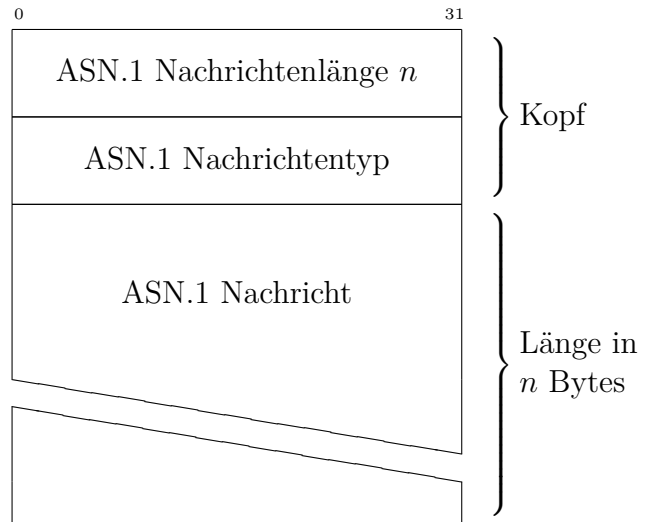 0 31
ASN.1 Nachrichtenlänge n
Kopf
ASN.1 Nachrichtentyp
ASN.1 Nachricht
Länge in
n Bytes